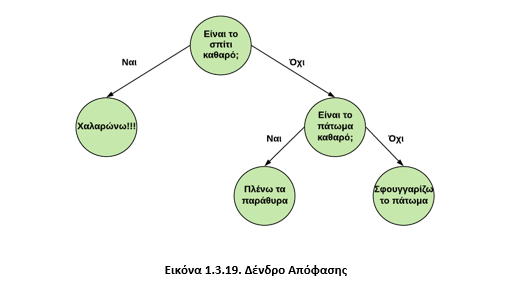 Είναι το
σπίτι
καθαρό;
Ναι
Όχι
Χαλαρώνω!!!
Είναι το
πάτωμα
καθαρό;
Ναι
Όχι
Πλένω τα
παράθυρα
Σφουγγαρίζω
το πάτωμα
Εικόνα 1.3.19. Δένδρο Απόφασης